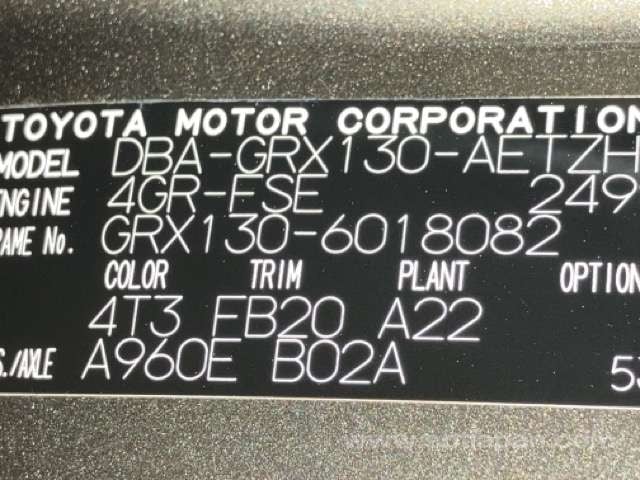 TOYOTA MOTOR CORPORATION
MODEL DBA-GRX130-AETZH
ENGINE 4GR-FSE 249
RAME No. GRX130-6018082
COLOR TRIM PLANT OPTION
4T3 FB20 A22
S./AXLE A960E B02A 53